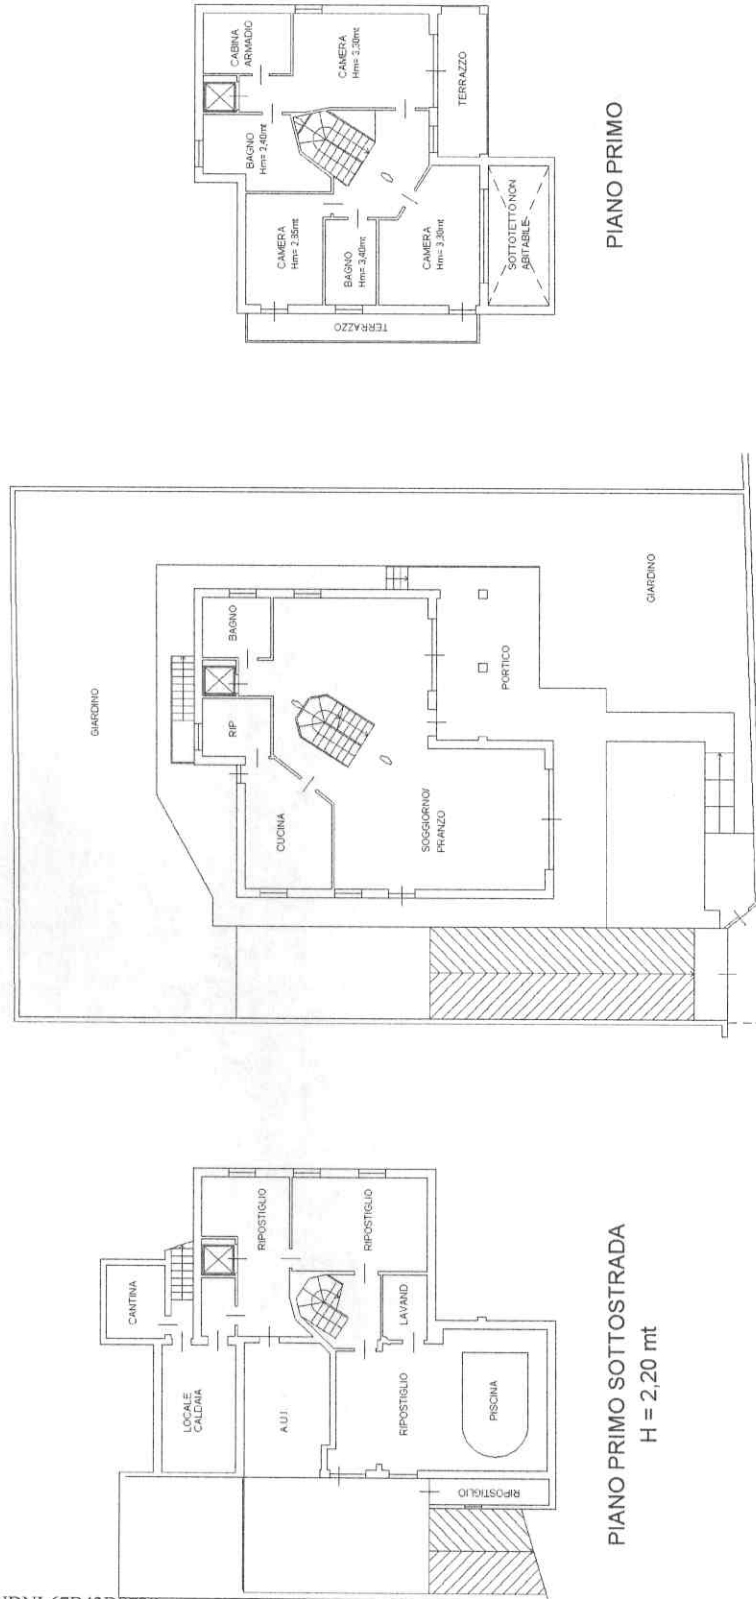 PIANO PRIMO SOTTOSTRADA
H = 2,20 mt
CANTINA
LOCALE
CALDAIA
A.U.I
RIPOSTIGLIO
RIPOSTIGLIO
LAVAND
RIPOSTIGLIO
PISCINA
RIPOSTIGLIO
GIARDINO
BAGNO
RIP
CUCINA
SOGGIORNO/
PRANZO
PORTICO
GIARDINO
PIANO PRIMO
CABINA
ARMADIO
CAMERA
Hm= 3,30mt
TERRAZZO
BAGNO
Hm= 2,40mt
CAMERA
Hm= 2,85mt
BAGNO
Hm= 3,40mt
CAMERA
Hm= 3,30mt
SOTTOTETTO NON
ABITABILE
TERRAZZO